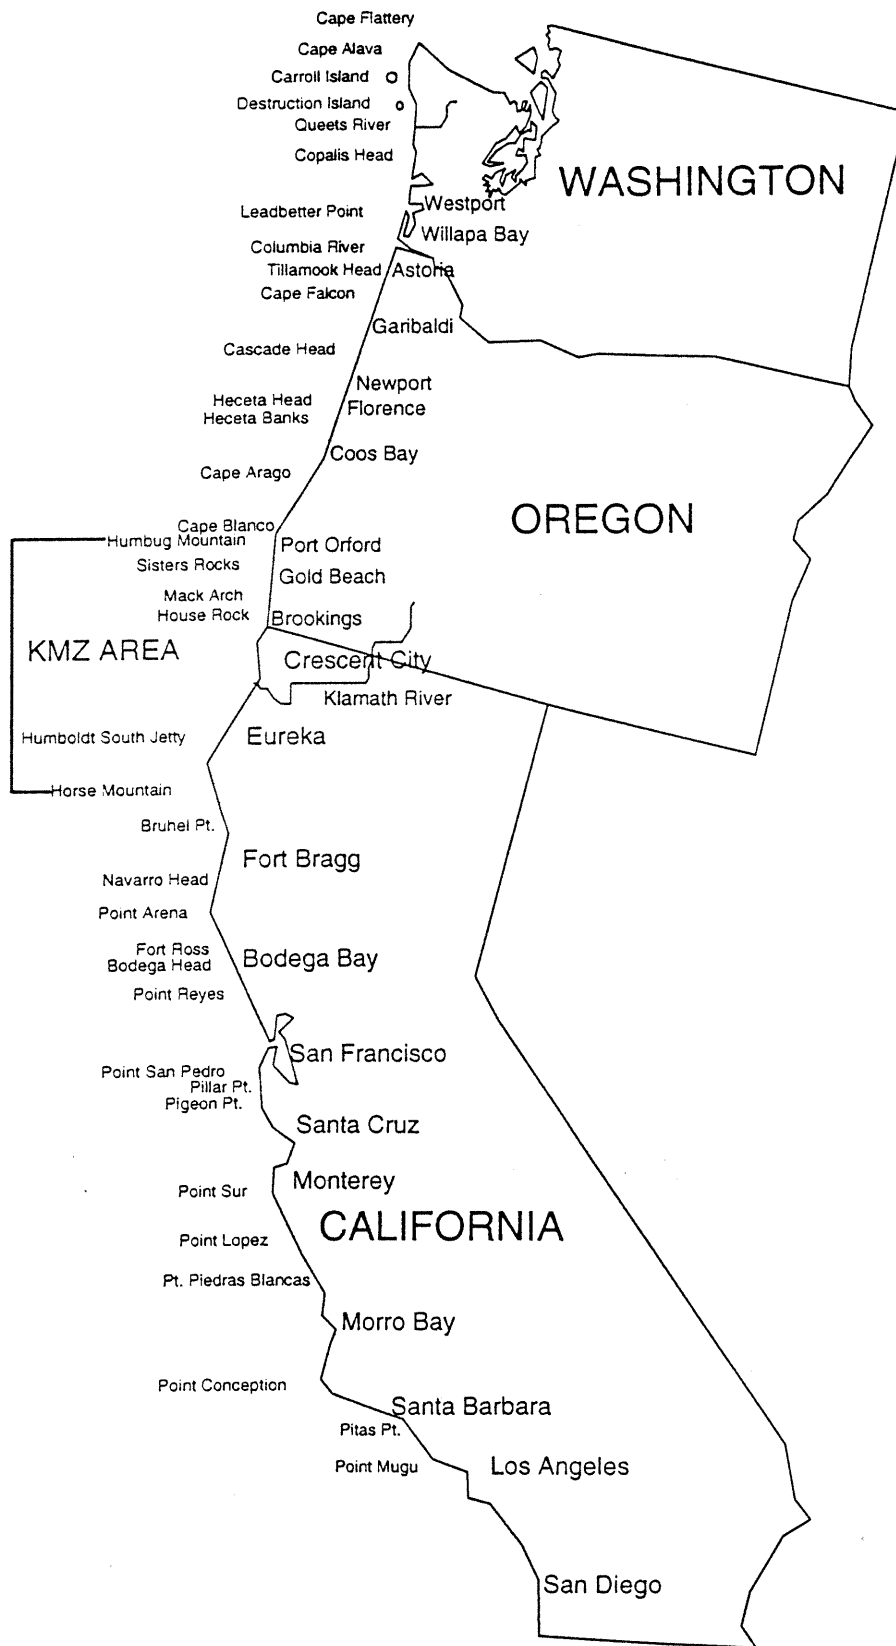 Cape Flattery
Cape Alava
Carroll Island
Destruction Island
Queets River
Copalis Head
WASHINGTON
Westport
Leadbetter Point
Willapa Bay
Columbia River
Tillamook Head
Astoria
Cape Falcon
Garibaldi
Cascade Head
Newport
Heceta Head
Florence
Heceta Banks
Coos Bay
Cape Arago
OREGON
Cape Blanco
Humbug Mountain
Port Orford
Sisters Rocks
Gold Beach
Mack Arch
House Rock
Brookings
KMZ AREA
Crescent City
Klamath River
Humboldt South Jetty
Eureka
Horse Mountain
Bruhel Pt.
Fort Bragg
Navarro Head
Point Arena
Fort Ross
Bodega Head
Bodega Bay
Point Reyes
San Francisco
Point San Pedro
Pillar Pt.
Pigeon Pt.
Santa Cruz
Monterey
Point Sur
CALIFORNIA
Point Lopez
Pt. Piedras Blancas
Morro Bay
Point Conception
Santa Barbara
Pitas Pt.
Point Mugu
Los Angeles
San Diego